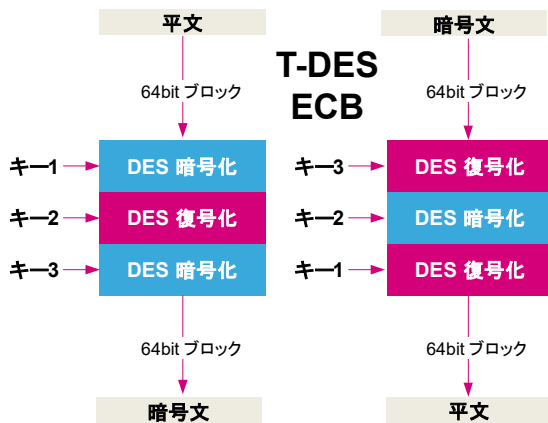 平文
64bit ブロック
キー1
DES 暗号化
キー2
DES 復号化
キー3
DES 暗号化
64bit ブロック
暗号文
T-DES
ECB
暗号文
64bit ブロック
キー3
DES 復号化
キー2
DES 暗号化
キー1
DES 復号化
64bit ブロック
平文